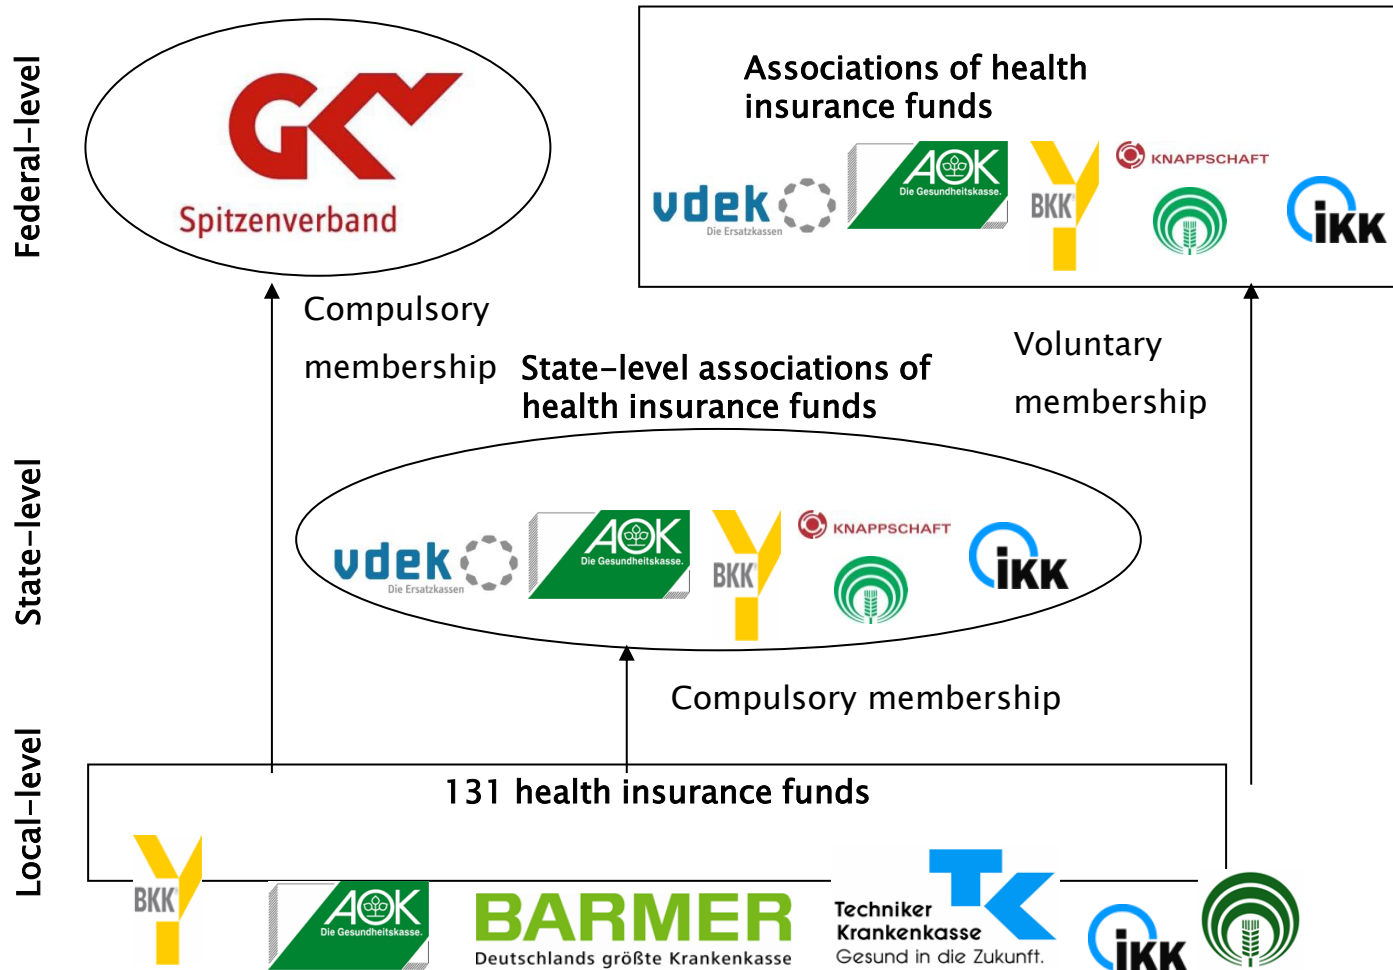 Federal-level
GKV
Spitzenverband
Associations of health
insurance funds
vdek
Die Ersatzkassen
AOK
Die Gesundheitskasse.
BKK®
KNAPPSCHAFT
iKK
Compulsory
membership
Voluntary
membership
State-level
State-level associations of
health insurance funds
vdek
Die Ersatzkassen
AOK
Die Gesundheitskasse.
BKK®
KNAPPSCHAFT
iKK
Compulsory membership
Local-level
131 health insurance funds
BKK®
AOK
Die Gesundheitskasse.
BARMER
Deutschlands größte Krankenkasse
TK
Techniker
Krankenkasse
Gesund in die Zukunft.
iKK